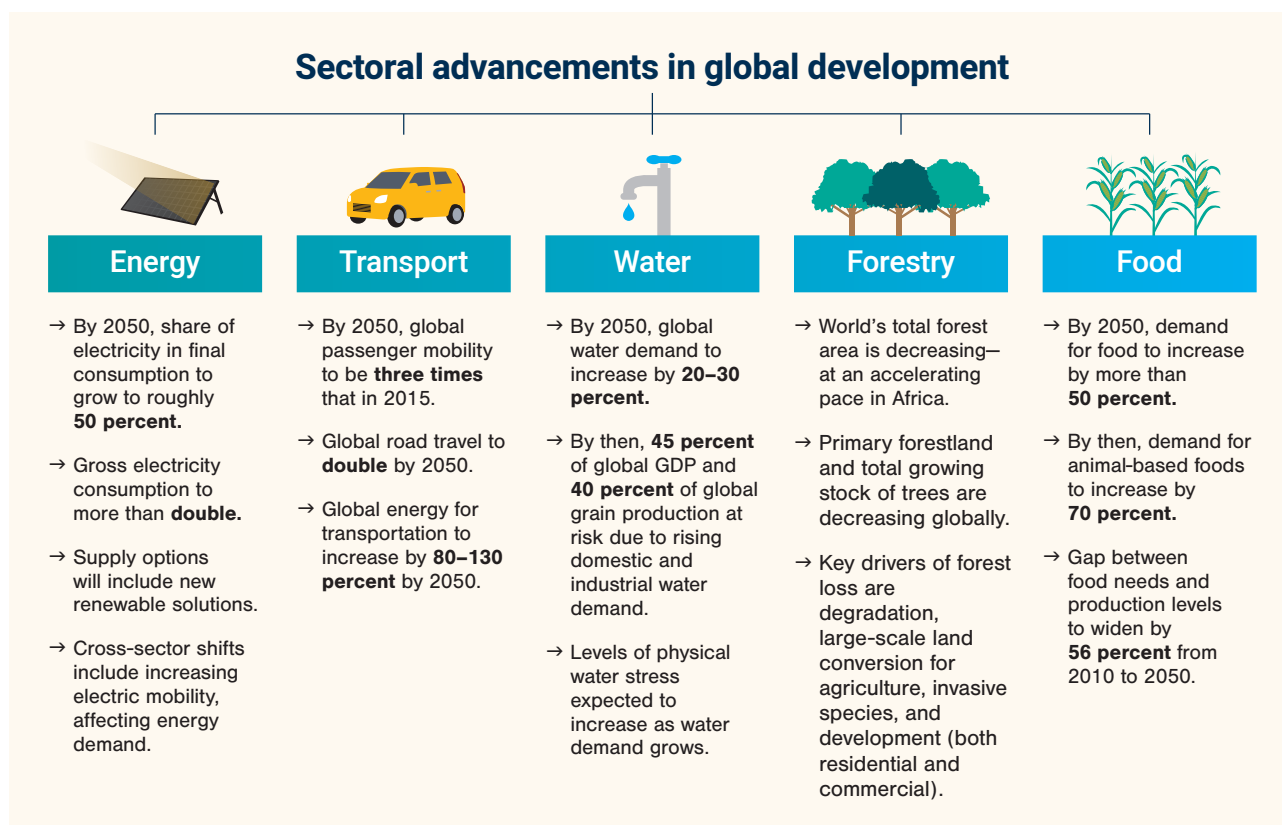 Sectoral advancements in global development
Energy
→ By 2050, share of
electricity in final
consumption to
grow to roughly
50 percent.
→ Gross electricity
consumption to
more than double.
→ Supply options
will include new
renewable solutions.
→ Cross-sector shifts
include increasing
electric mobility,
affecting energy
demand.
Transport
→ By 2050, global
passenger mobility
to be three times
that in 2015.
→ Global road travel to
double by 2050.
→ Global energy for
transportation to
increase by 80–130
percent by 2050.
Water
→ By 2050, global
water demand to
increase by 20–30
percent.
→ By then, 45 percent
of global GDP and
40 percent of global
grain production at
risk due to rising
domestic and
industrial water
demand.
→ Levels of physical
water stress
expected to
increase as water
demand grows.
Forestry
→ World's total forest
area is decreasing—
at an accelerating
pace in Africa.
→ Primary forestland
and total growing
stock of trees are
decreasing globally.
→ Key drivers of forest
loss are
degradation,
large-scale land
conversion for
agriculture, invasive
species, and
development (both
residential and
commercial).
Food
→ By 2050, demand
for food to increase
by more than
50 percent.
→ By then, demand for
animal-based foods
to increase by
70 percent.
→ Gap between
food needs and
production levels
to widen by
56 percent from
2010 to 2050.